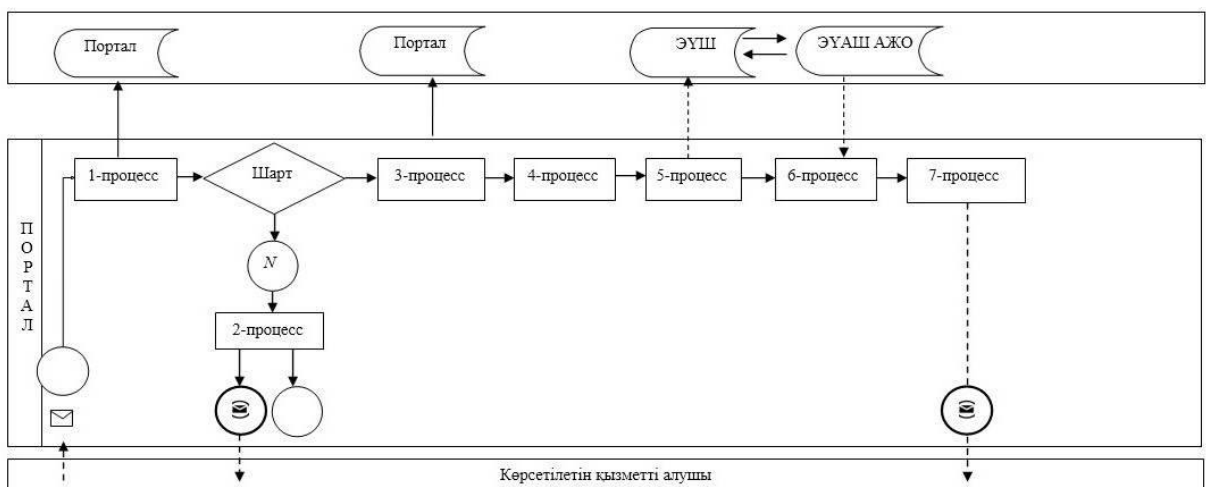 Портал
Портал
ЭҮШ
ЭҮАШ АЖО
1-процесс
Шарт
3-процесс
4-процесс
5-процесс
6-процесс
7-процесс
ПОРТАЛ
N
2-процесс
Көрсетілетін қызметті алушы